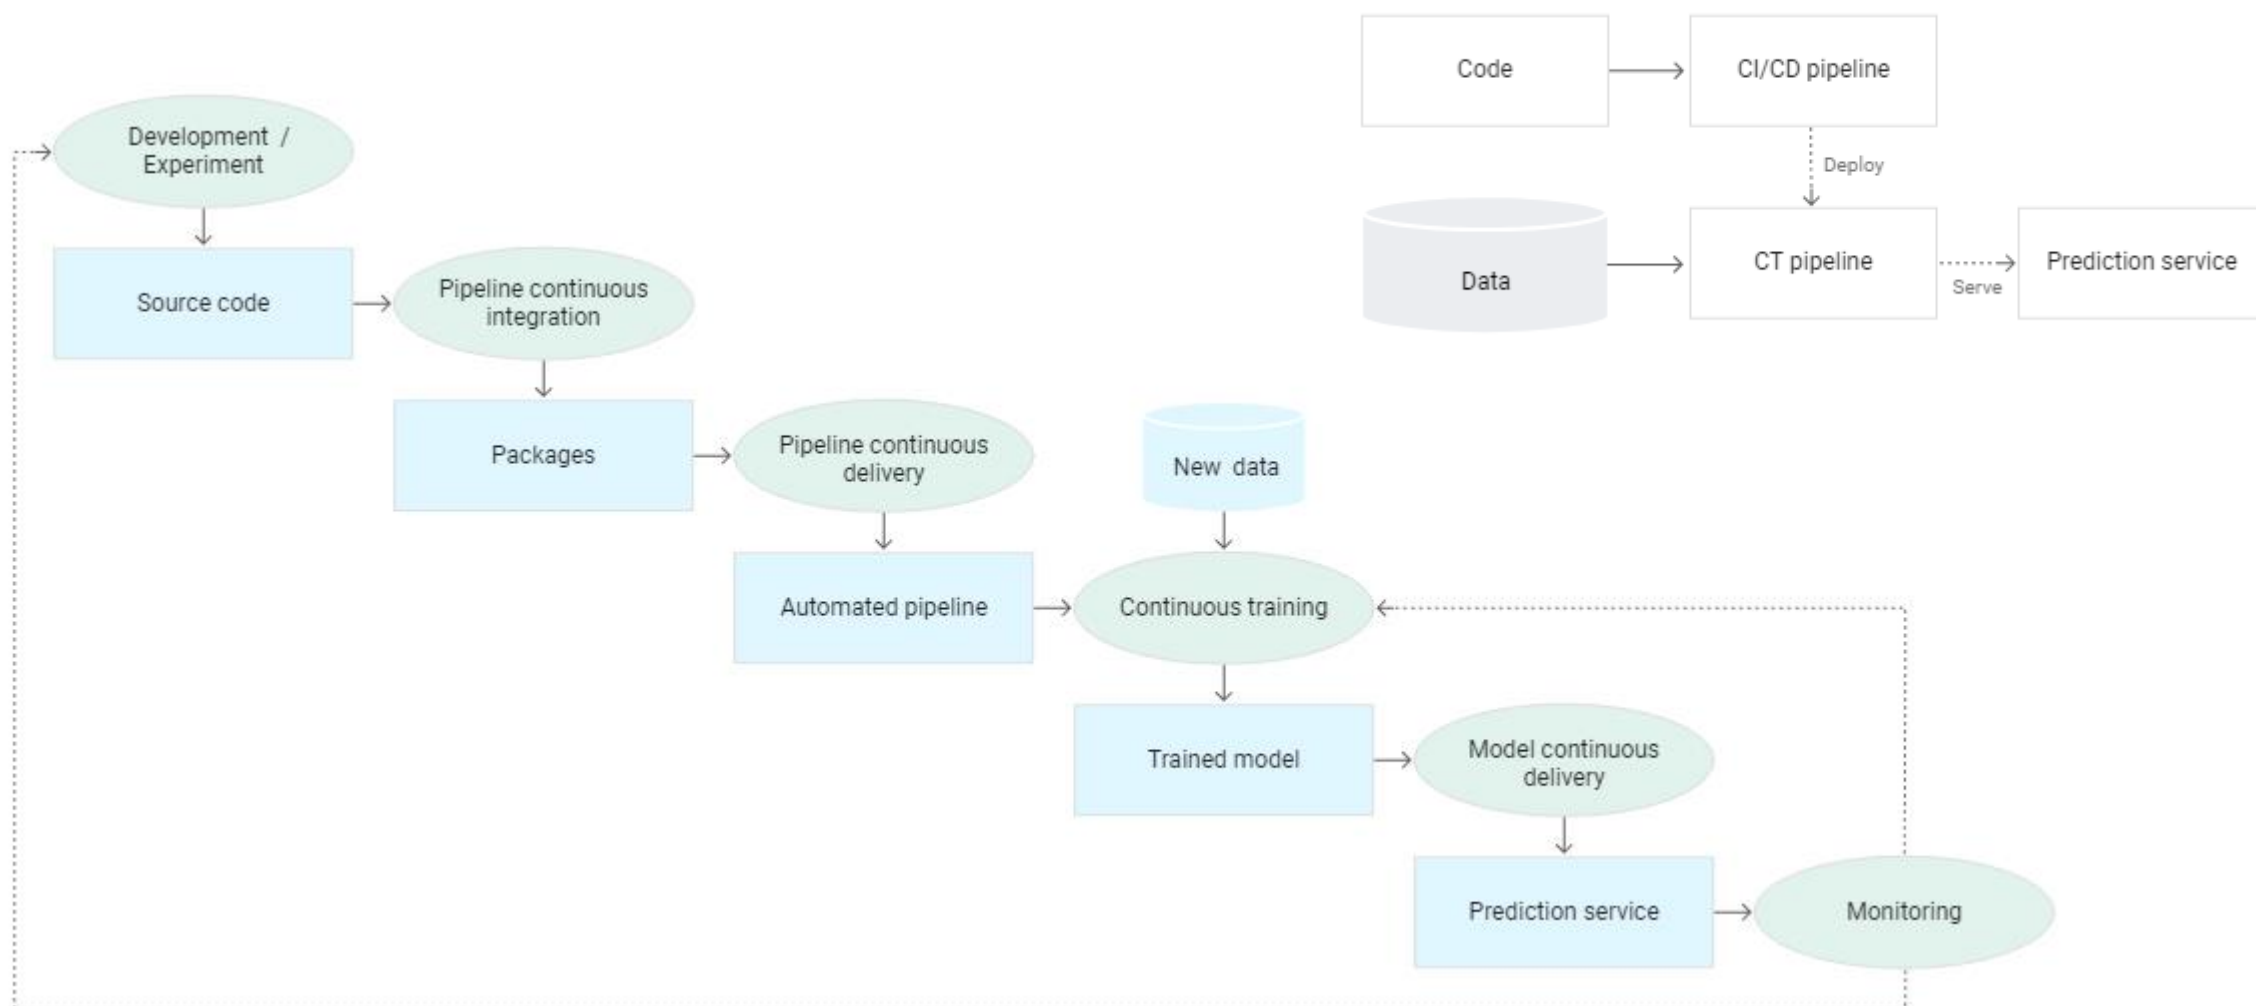 Code
CI/CD pipeline
Deploy
Data
CT pipeline
Serve
Prediction service
Development /
Experiment
Source code
Pipeline continuous
integration
Packages
Pipeline continuous
delivery
New data
Automated pipeline
Continuous training
Trained model
Model continuous
delivery
Prediction service
Monitoring